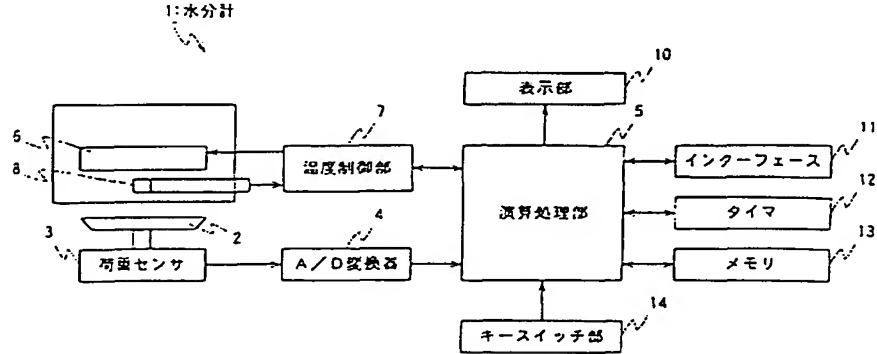 1:水分計
10
表示部
7
5
11
6
温度制御部
インターフェース
8
12
演算処理部
タイマ
3
2
4
13
荷重センサ
A/D変換器
メモリ
14
キースイッチ部